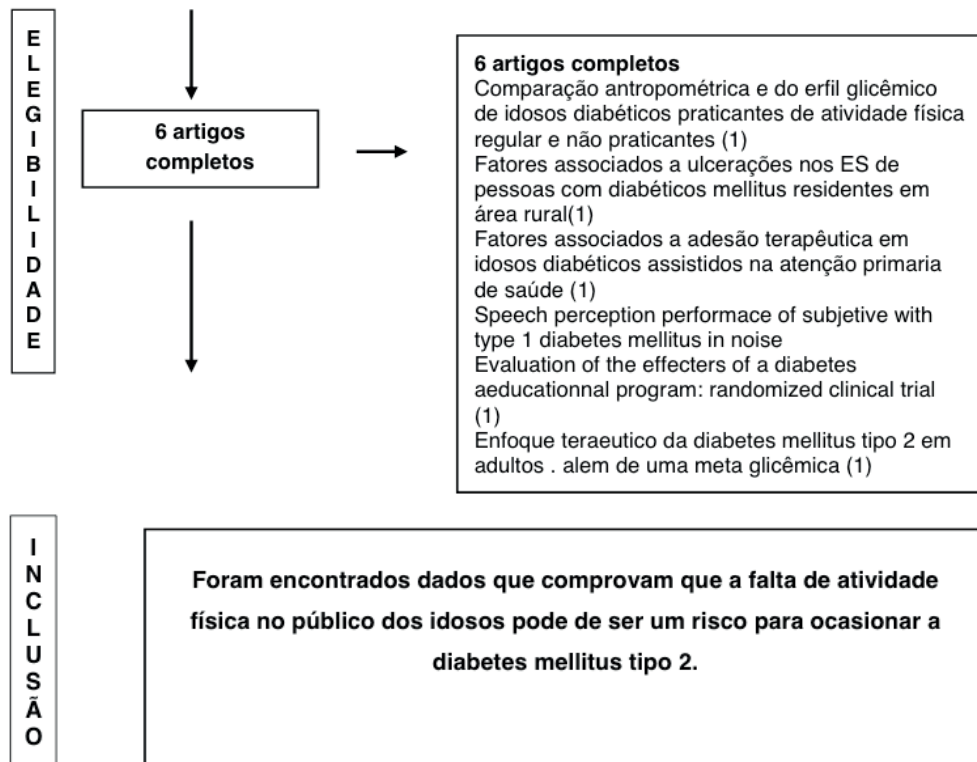 ELEGIBILIDADE
6 artigos
completos
6 artigos completos
Comparação antropométrica e do erfil glicêmico
de idosos diabéticos praticantes de atividade física
regular e não praticantes (1)
Fatores associados a ulcerações nos ES de
pessoas com diabéticos mellitus residentes em
área rural(1)
Fatores associados a adesão terapêutica em
idosos diabéticos assistidos na atenção primaria
de saúde (1)
Speech perception performace of subjetive with
type 1 diabetes mellitus in noise
Evaluation of the effecters of a diabetes
aeducationnal program: randomized clinical trial
(1)
Enfoque teraeutico da diabetes mellitus tipo 2 em
adultos . alem de uma meta glicêmica (1)
INCLUSÃO
Foram encontrados dados que comprovam que a falta de atividade
física no público dos idosos pode de ser um risco para ocasionar a
diabetes mellitus tipo 2.